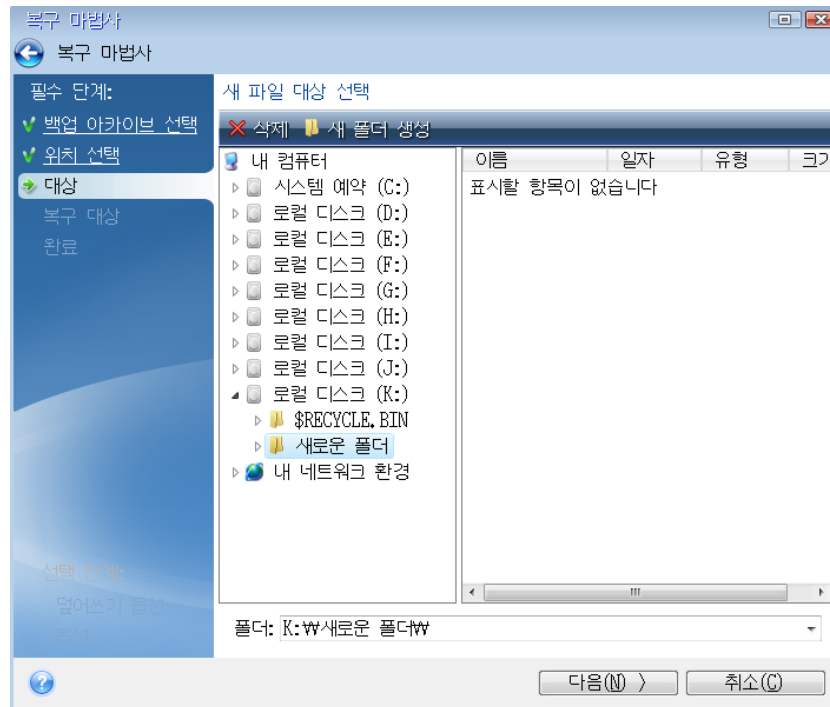 복구 마법사
복구 마법사
필수 단계:
백업 아카이브 선택
위치 선택
대상
복구 대상
완료
선택 단계:
덮어쓰기 옵션
옵션
새 파일 대상 선택
삭제 새 폴더 생성
내 컴퓨터
시스템 예약 (C:)
로컬 디스크 (D:)
로컬 디스크 (E:)
로컬 디스크 (F:)
로컬 디스크 (G:)
로컬 디스크 (H:)
로컬 디스크 (I:)
로컬 디스크 (J:)
로컬 디스크 (K:)
$RECYCLE.BIN
새로운 폴더
내 네트워크 환경
이름 일자 유형
표시할 항목이 없습니다
폴더: K:₩새로운 폴더₩
다음(N) > 취소(C)